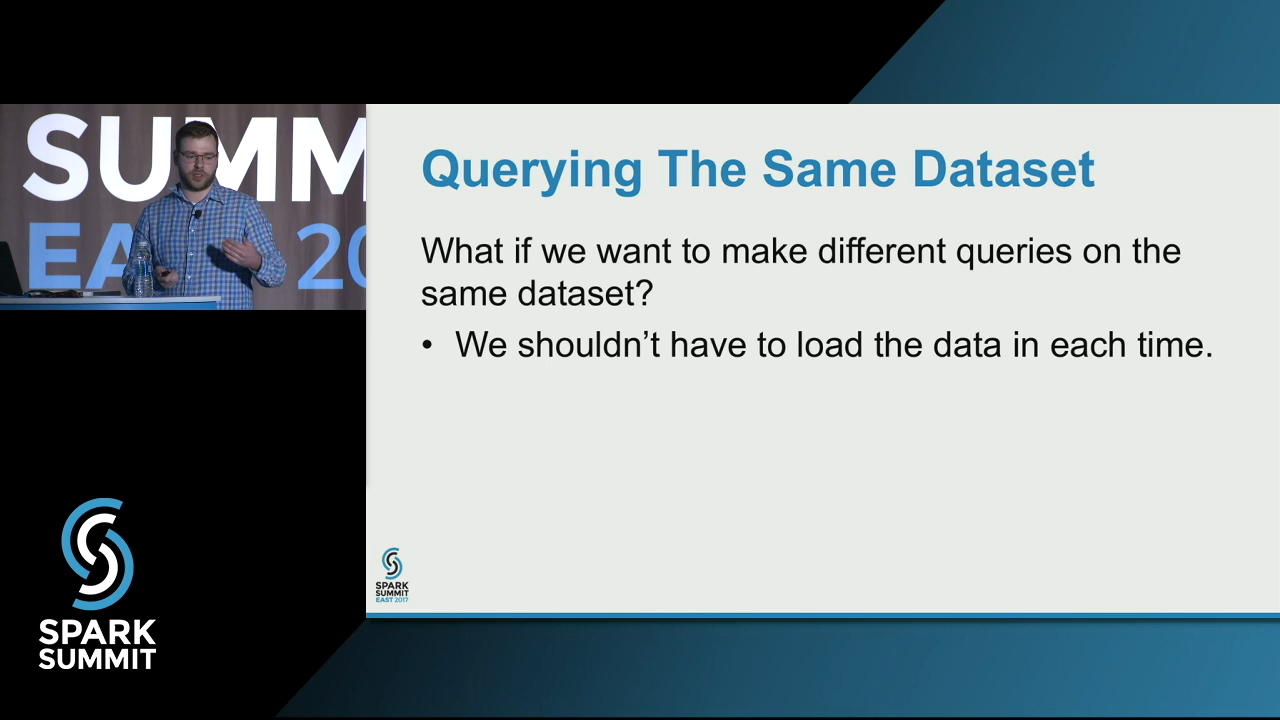 SUMM
EA 20
Querying The Same Dataset
What if we want to make different queries on the
same dataset?
• We shouldn’t have to load the data in each time.
SPARK
SUMMIT
EAST 2017
SPARK
SUMMIT